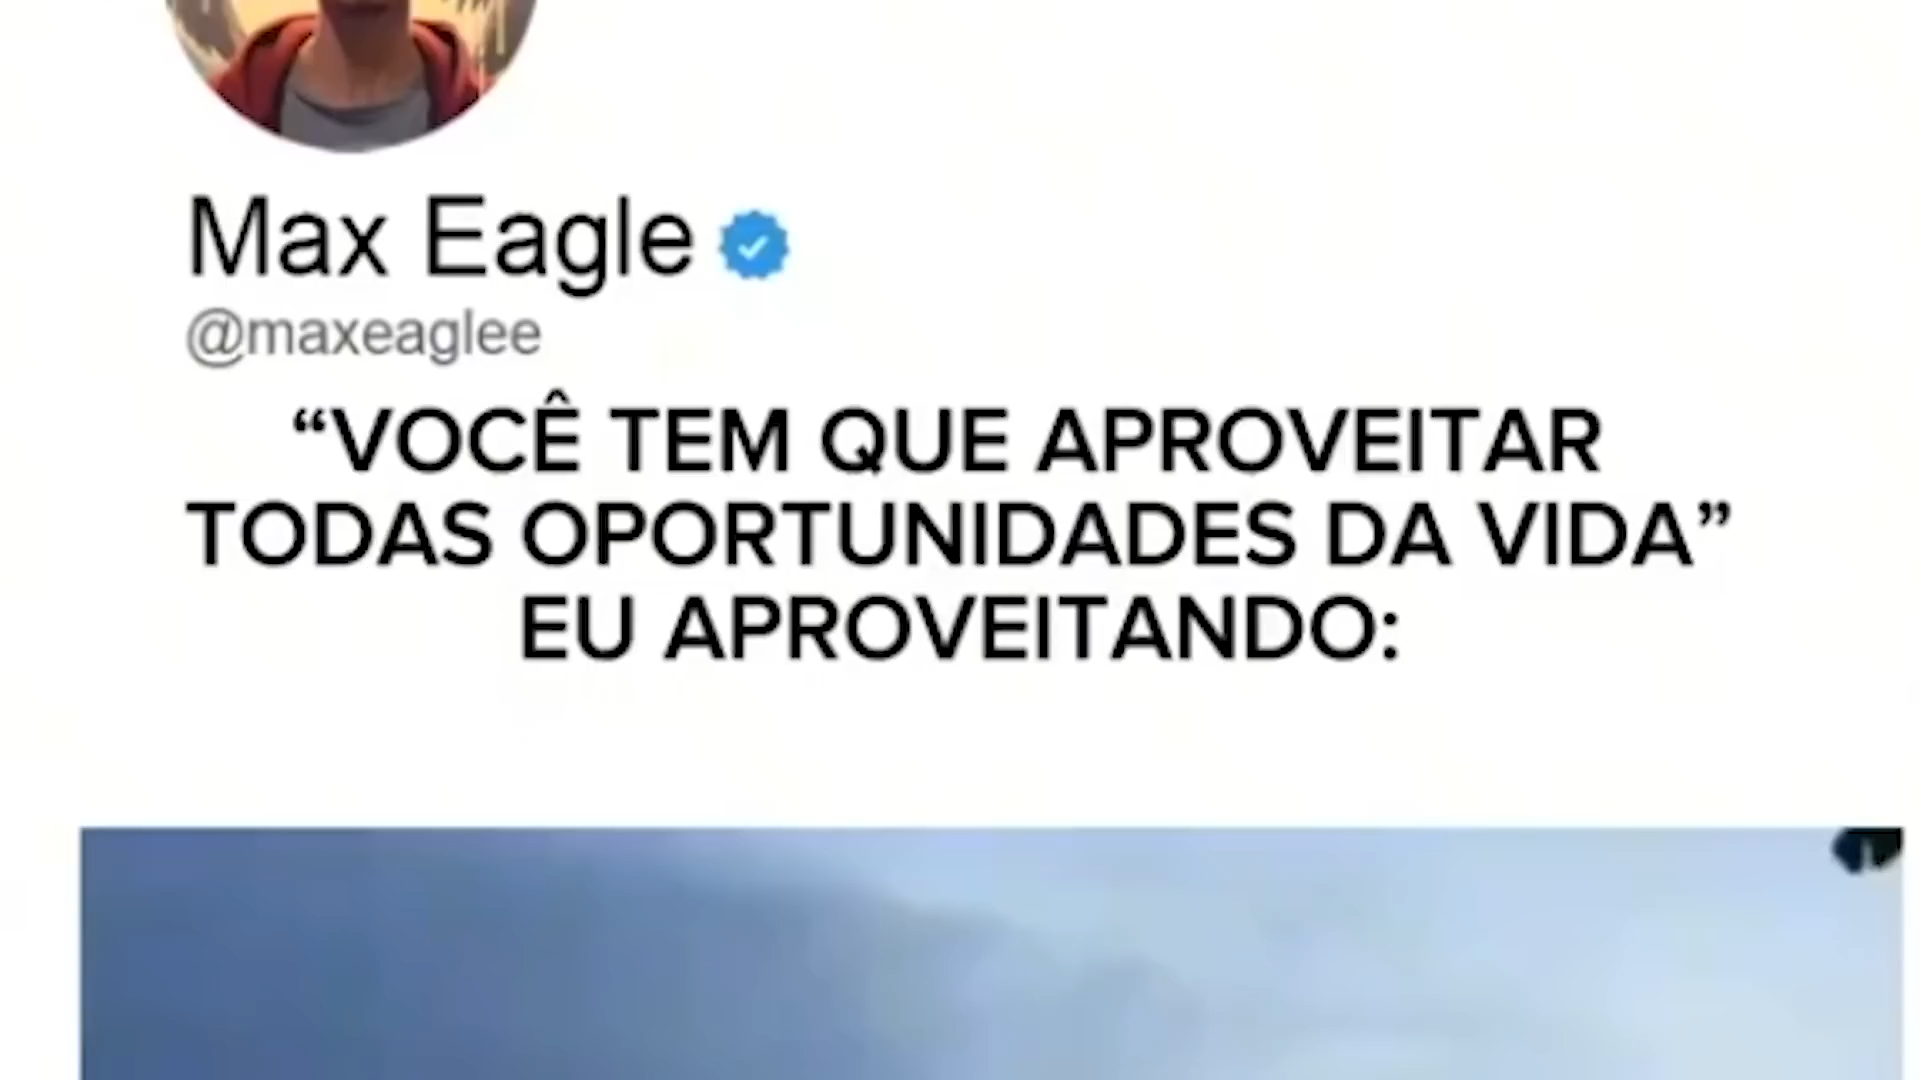 Max Eagle
@maxeaglee
“VOCÊ TEM QUE APROVEITAR
TODAS OPORTUNIDADES DA VIDA”
EU APROVEITANDO: